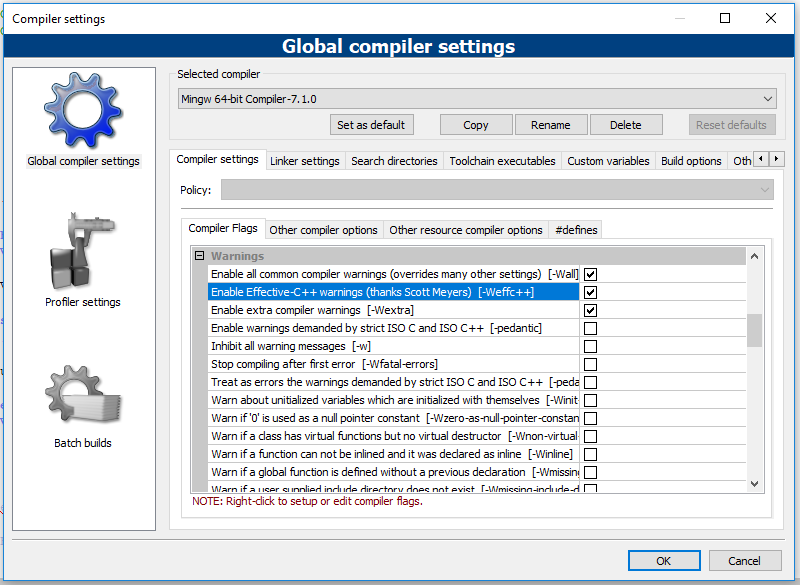 Compiler settings
Global compiler settings
Global compiler settings
Profiler settings
Batch builds
Selected compiler
Mingw 64-bit Compiler-7.1.0
Set as default Copy Rename Delete Reset defaults
Compiler settings Linker settings Search directories Toolchain executables Custom variables Build options Oth
Policy:
Compiler Flags Other compiler options Other resource compiler options #defines
Warnings
Enable all common compiler warnings (overrides many other settings) [-Wall]
Enable Effective-C++ warnings (thanks Scott Meyers) [-Weffc++]
Enable extra compiler warnings [-Wextra]
Enable warnings demanded by strict ISO C and ISO C++ [-pedantic]
Inhibit all warning messages [-w]
Stop compiling after first error [-Wfatal-errors]
Treat as errors the warnings demanded by strict ISO C and ISO C++ [-peda
Warn about unitialized variables which are initialized with themselves [-Winit
Warn if '0' is used as a null pointer constant [-Wzero-as-null-pointer-constan
Warn if a class has virtual functions but no virtual destructor [-Wnon-virtual-
Warn if a function can not be inlined and it was declared as inline [-Winline]
Warn if a global function is defined without a previous declaration [-Wmissing
Warn if a user supplied include directory does not exist [-Wmissing-include-d
NOTE: Right-click to setup or edit compiler flags.
OK Cancel